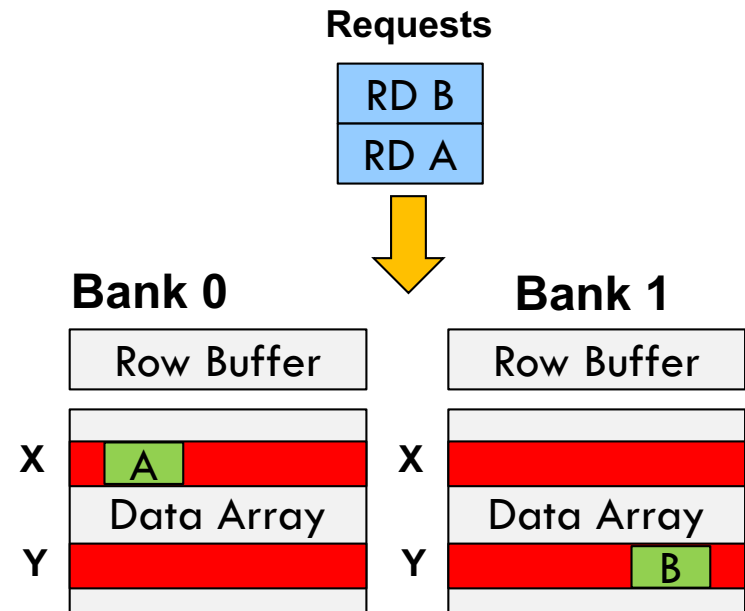 Requests
RD B
RD A
Bank 0
Bank 1
Row Buffer
Row Buffer
X
A
X
Data Array
Data Array
Y
Y
B